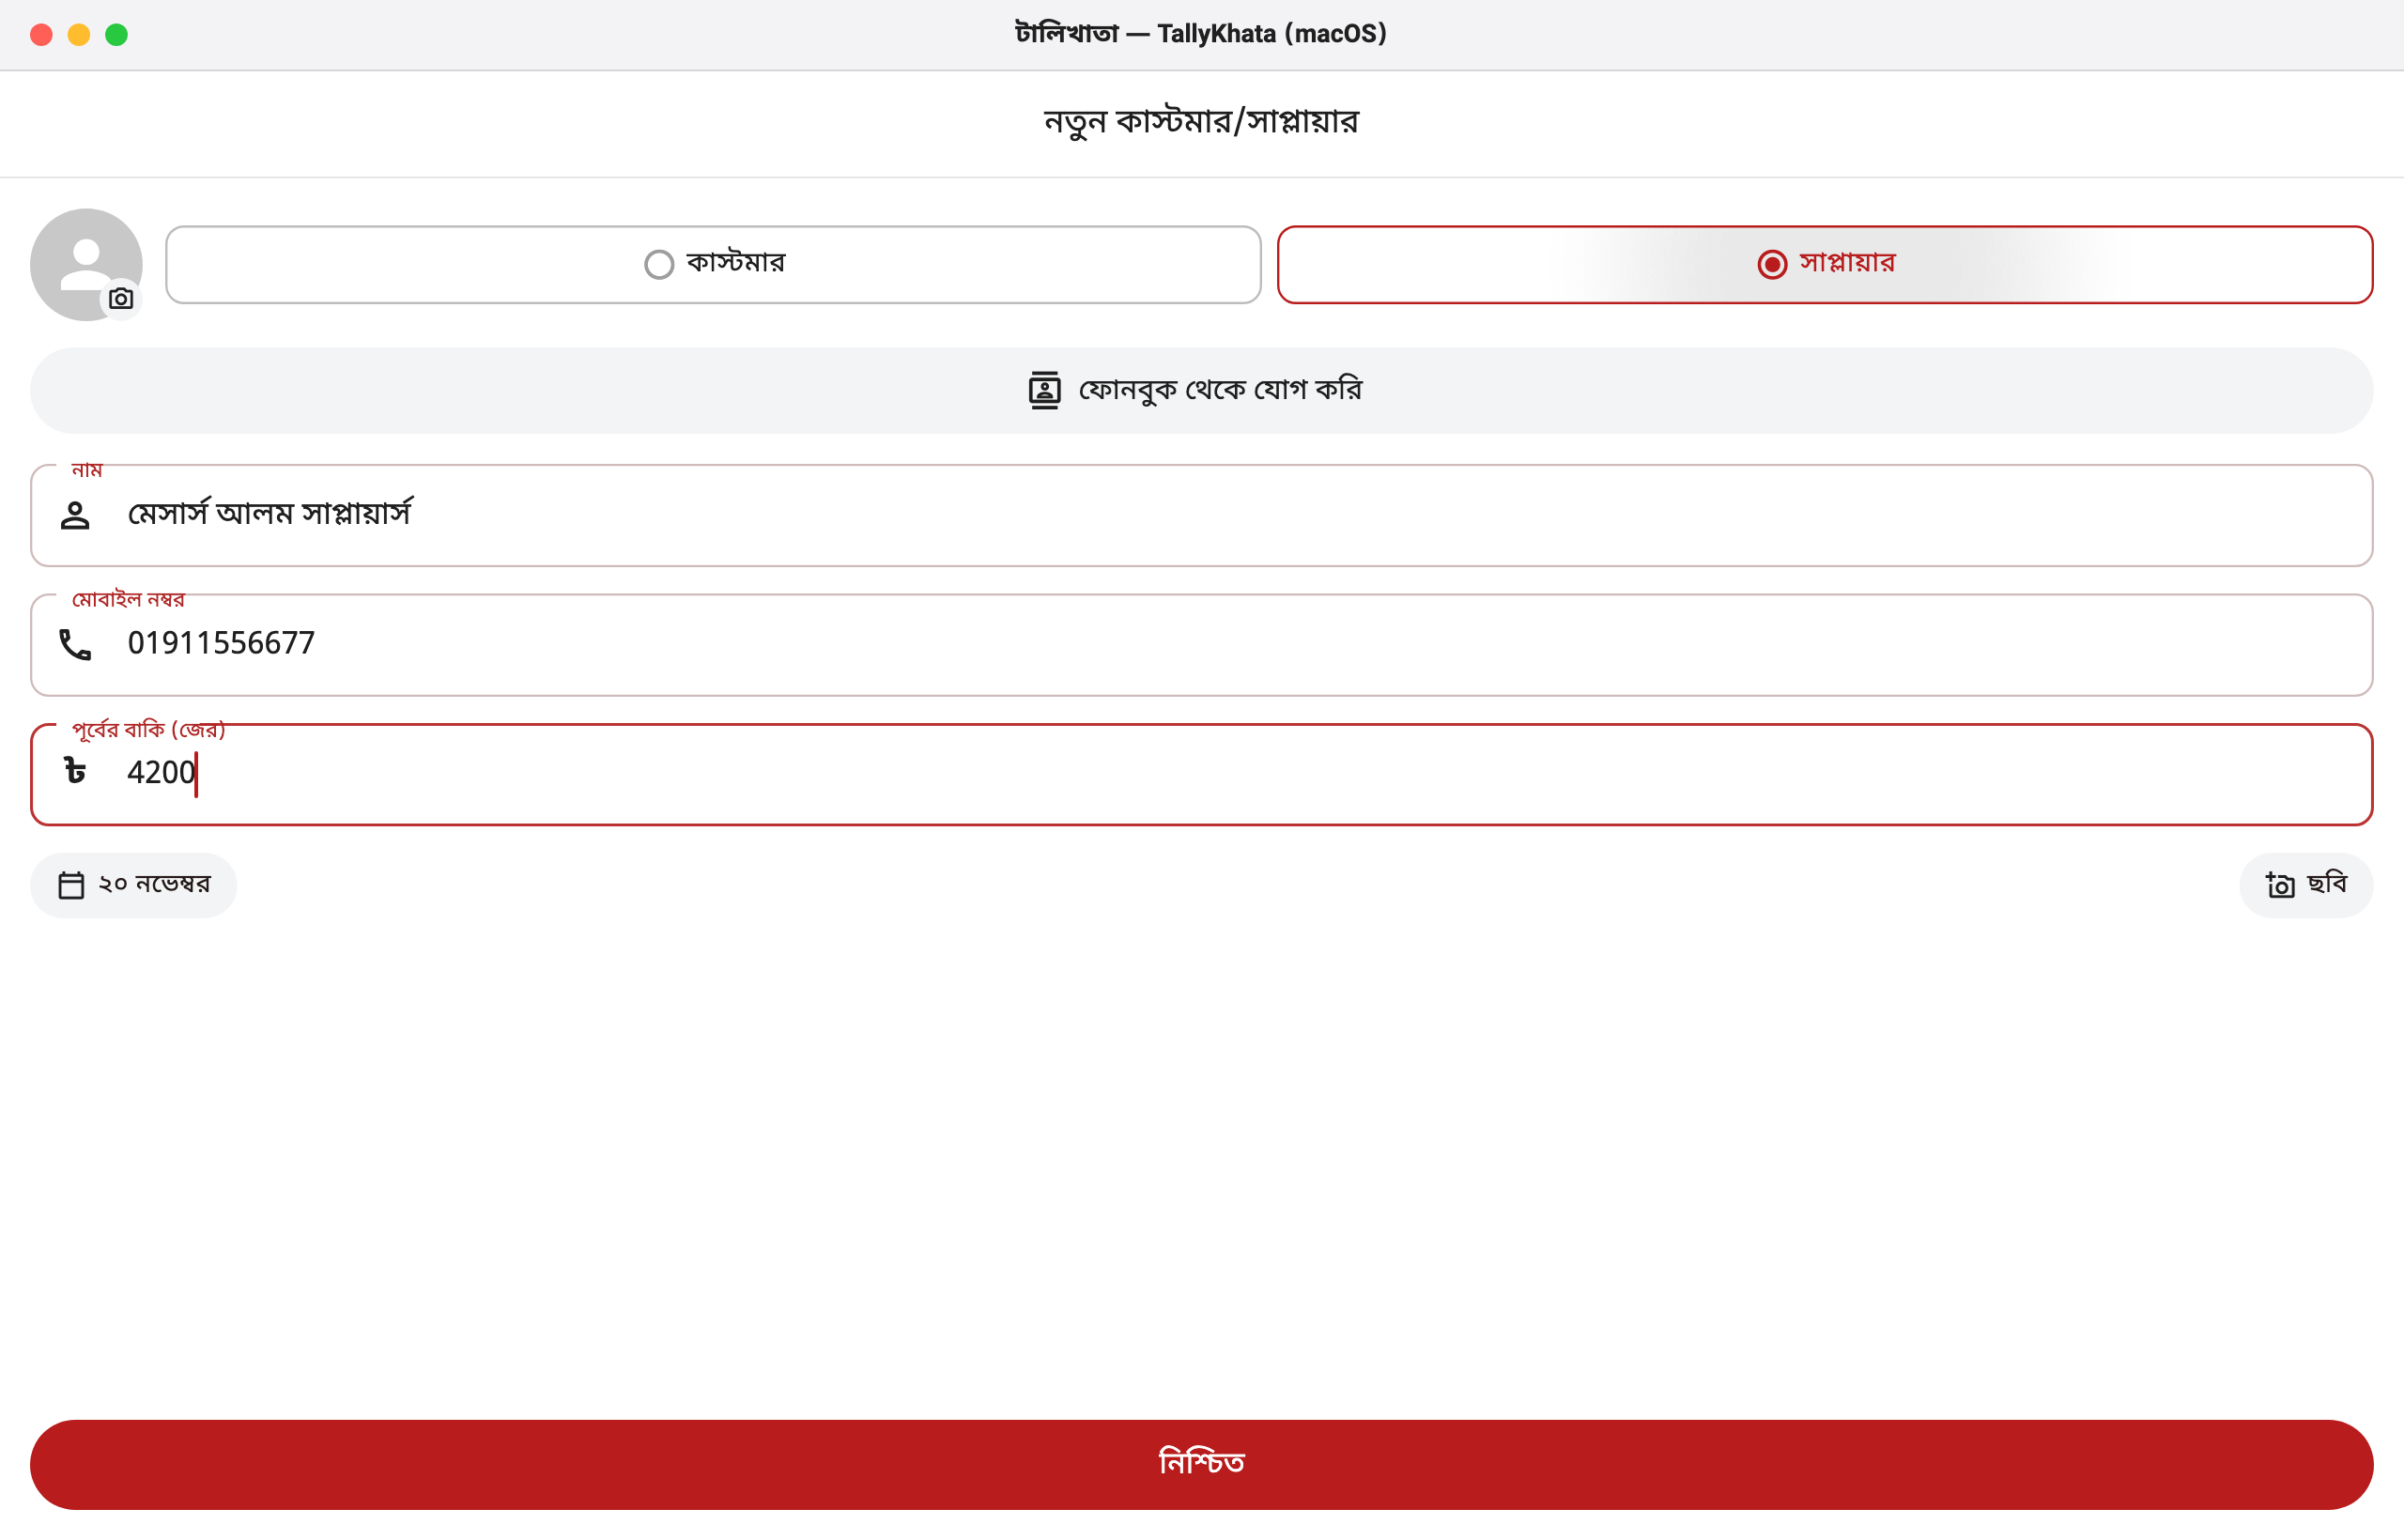 টালিখাতা — TallyKhata (macOS)
নতুন কাস্টমার/সাপ্লায়ার
কাস্টমার
সাপ্লায়ার
ফোনবুক থেকে যোগ করি
নাম
মেসার্স আলম সাপ্লায়ার্স
মোবাইল নম্বর
01911556677
পূর্বের বাকি (জের)
৳ 4200
২০ নভেম্বর
ছবি
নিশ্চিত